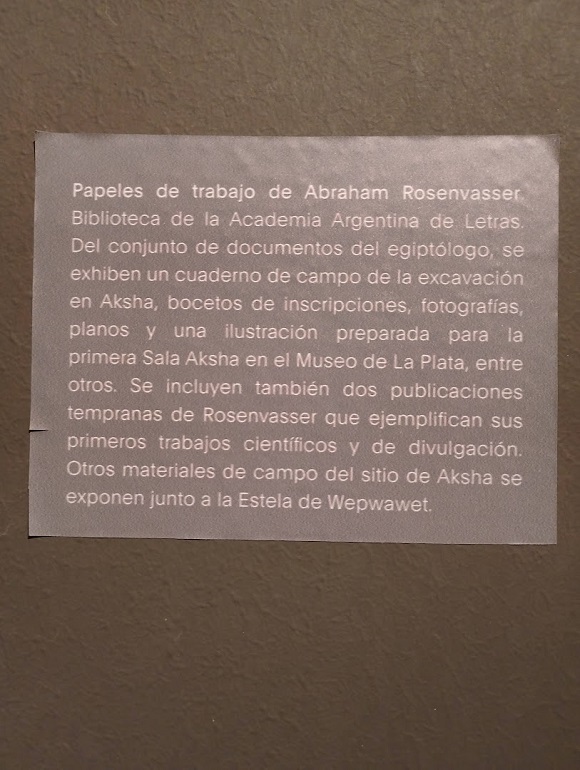 Papeles de trabajo de Abraham Rosenvasser.
Biblioteca de la Academia Argentina de Letras.
Del conjunto de documentos del egiptólogo, se
exhiben un cuaderno de campo de la excavación
en Aksha, bocetos de inscripciones, fotografías,
planos y una ilustración preparada para la
primera Sala Aksha en el Museo de La Plata, entre
otros. Se incluyen también dos publicaciones
tempranas de Rosenvasser que ejemplifican sus
primeros trabajos científicos y de divulgación.
Otros materiales de campo del sitio de Aksha se
exponen junto a la Estela de Wepwawet.